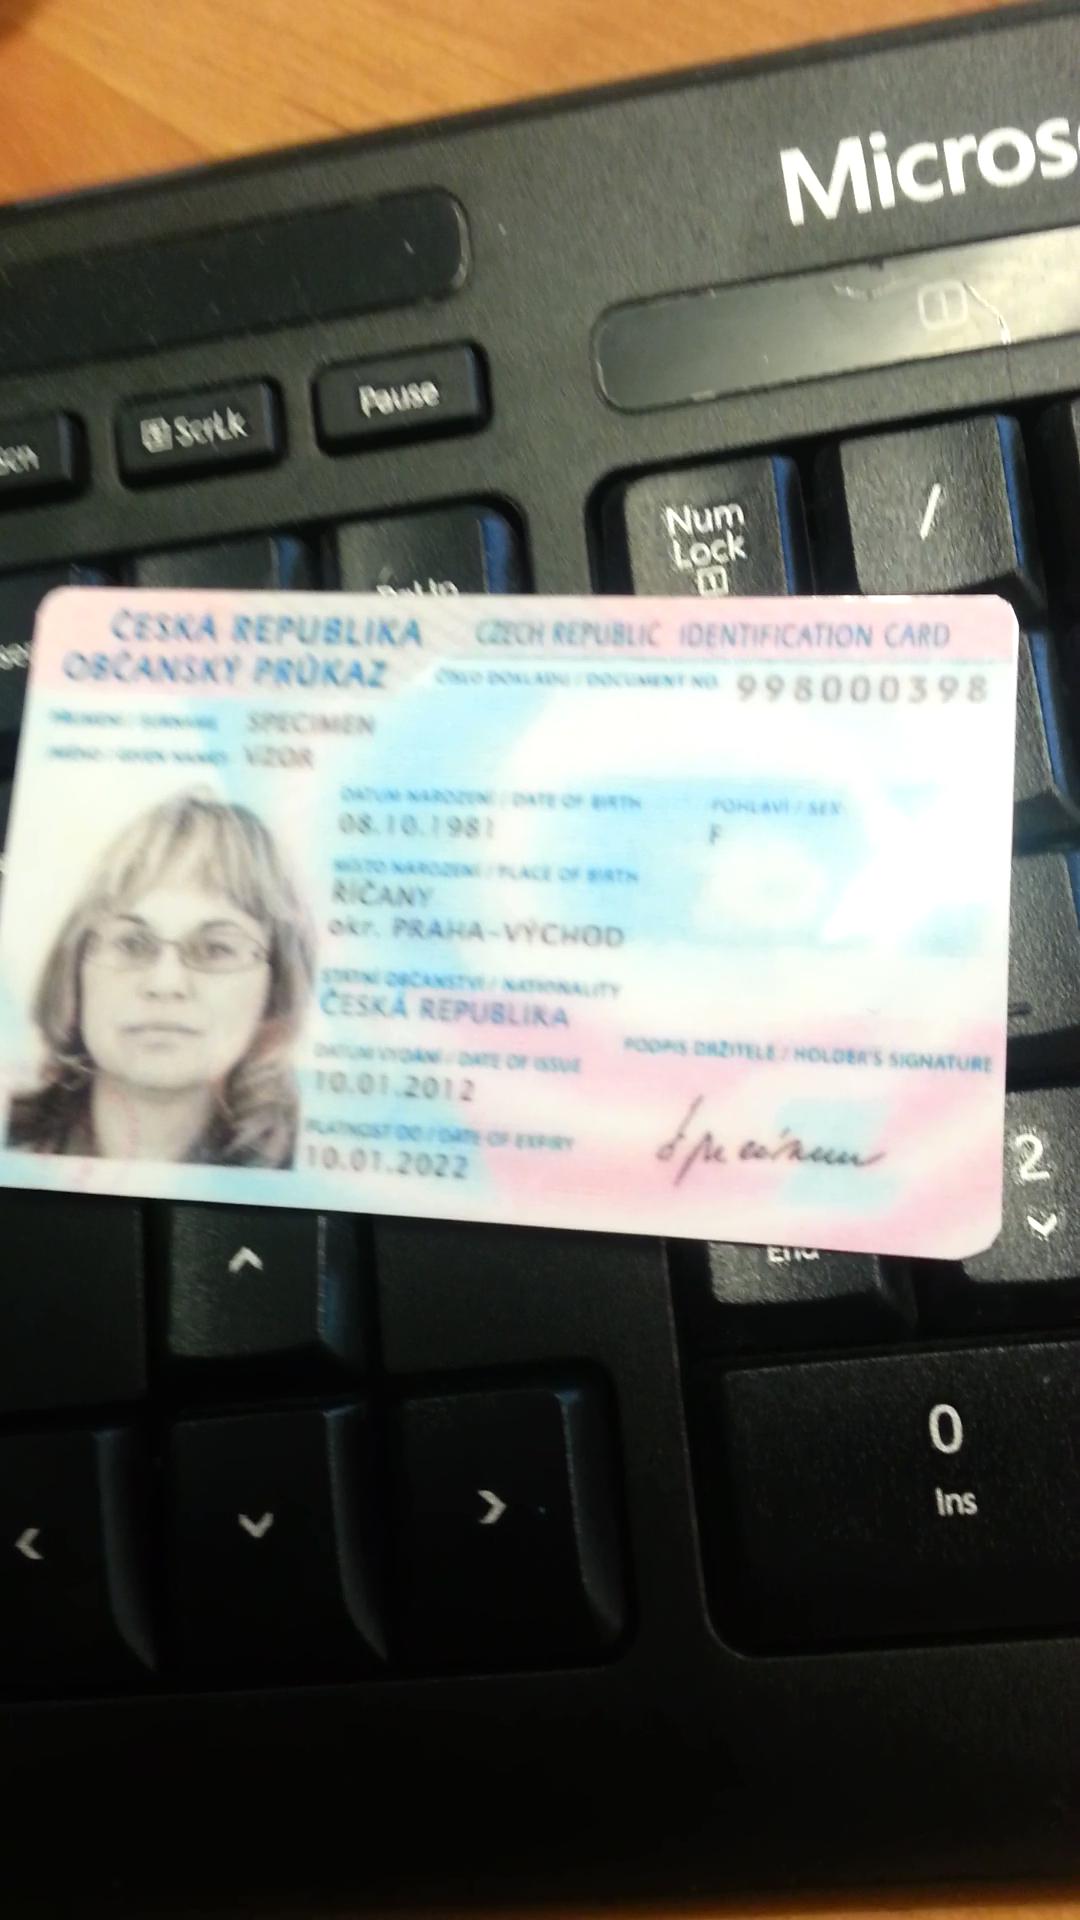 Micros
Pause
ScrLk
Num
Lock
/
ČESKÁ REPUBLIKA CZECH REPUBLIC IDENTIFICATION CARD
OBČANSKÝ PRŮKAZ ČÍSLO DOKLADU / DOCUMENT NO. 998000398
PŘÍJMENÍ / SURNAME SPECIMEN
JMÉNO / GIVEN NAMES VZOR
DATUM NAROZENÍ / DATE OF BIRTH POHLAVÍ / SEX
08.10.1981 F
MÍSTO NAROZENÍ / PLACE OF BIRTH
ŘÍČANY
okr. PRAHA-VÝCHOD
STÁTNÍ OBČANSTVÍ / NATIONALITY
ČESKÁ REPUBLIKA
DATUM VYDÁNÍ / DATE OF ISSUE PODPIS DRŽITELE / HOLDER'S SIGNATURE
10.01.2012
PLATNOST DO / DATE OF EXPIRY
10.01.2022
2
End
0
Ins